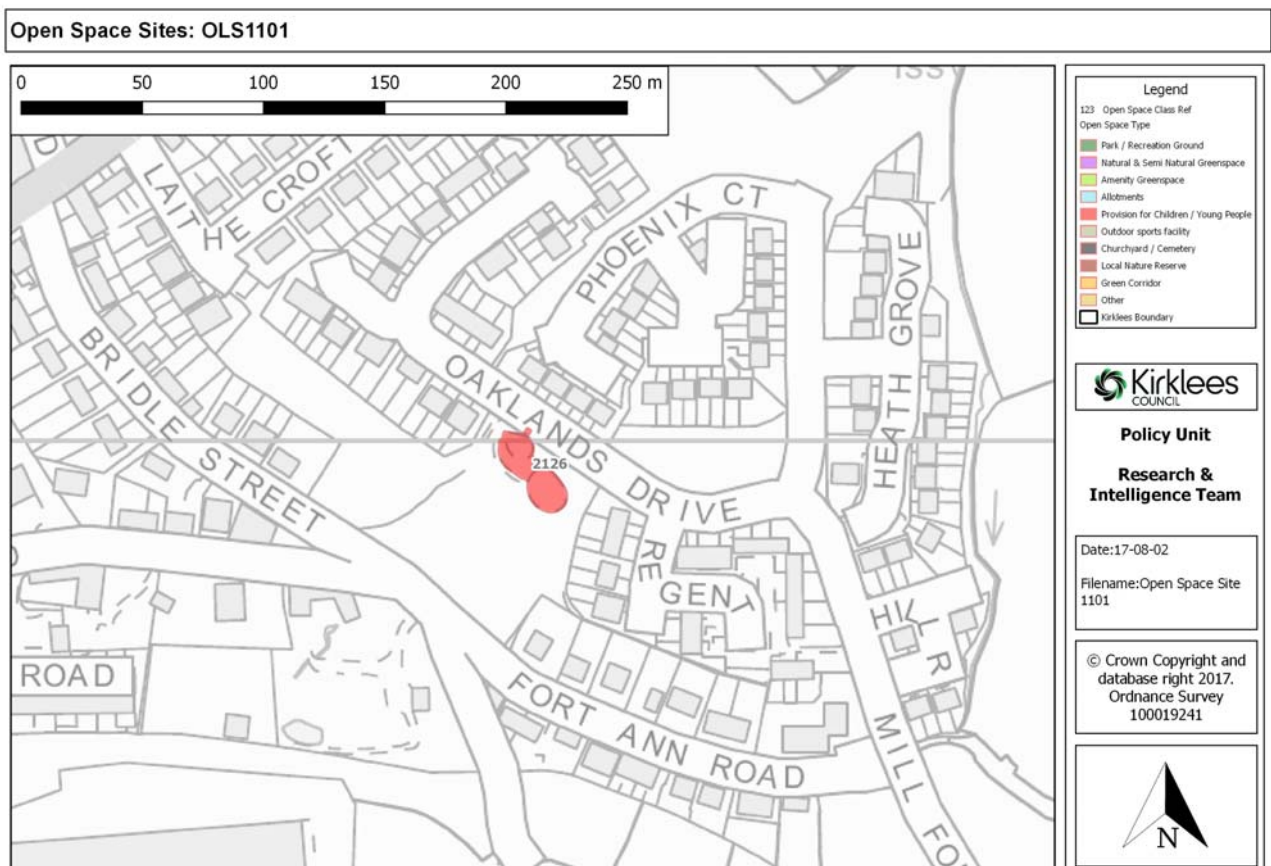 Open Space Sites: OLS1101
0 50 100 150 200 250 m
LAITHE CROFT
PHOENIX CT
HEATH GROVE
BRIDLE STREET
OAKLANDS DRIVE
2126
REGENT
ROAD
FORT ANN ROAD
MILL FO
Legend
123 Open Space Class Ref
Open Space Type
Park / Recreation Ground
Natural & Semi Natural Greenspace
Amenity Greenspace
Allotments
Provision for Children / Young People
Outdoor sports facility
Churchyard / Cemetery
Local Nature Reserve
Green Corridor
Other
Kirklees Boundary
Kirklees
COUNCIL
Policy Unit
Research &
Intelligence Team
Date:17-08-02
Filename:Open Space Site
1101
© Crown Copyright and
database right 2017.
Ordnance Survey
100019241
N